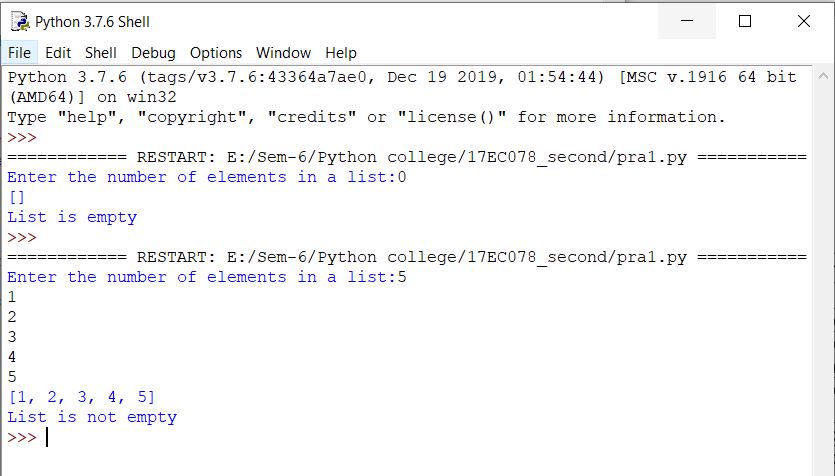 Python 3.7.6 Shell
File Edit Shell Debug Options Window Help
Python 3.7.6 (tags/v3.7.6:43364a7ae0, Dec 19 2019, 01:54:44) [MSC v.1916 64 bit
(AMD64)] on win32
Type "help", "copyright", "credits" or "license()" for more information.
>>>
============ RESTART: E:/Sem-6/Python college/17EC078_second/pra1.py ===========
Enter the number of elements in a list:0
[]
List is empty
>>>
============ RESTART: E:/Sem-6/Python college/17EC078_second/pra1.py ===========
Enter the number of elements in a list:5
1
2
3
4
5
[1, 2, 3, 4, 5]
List is not empty
>>>